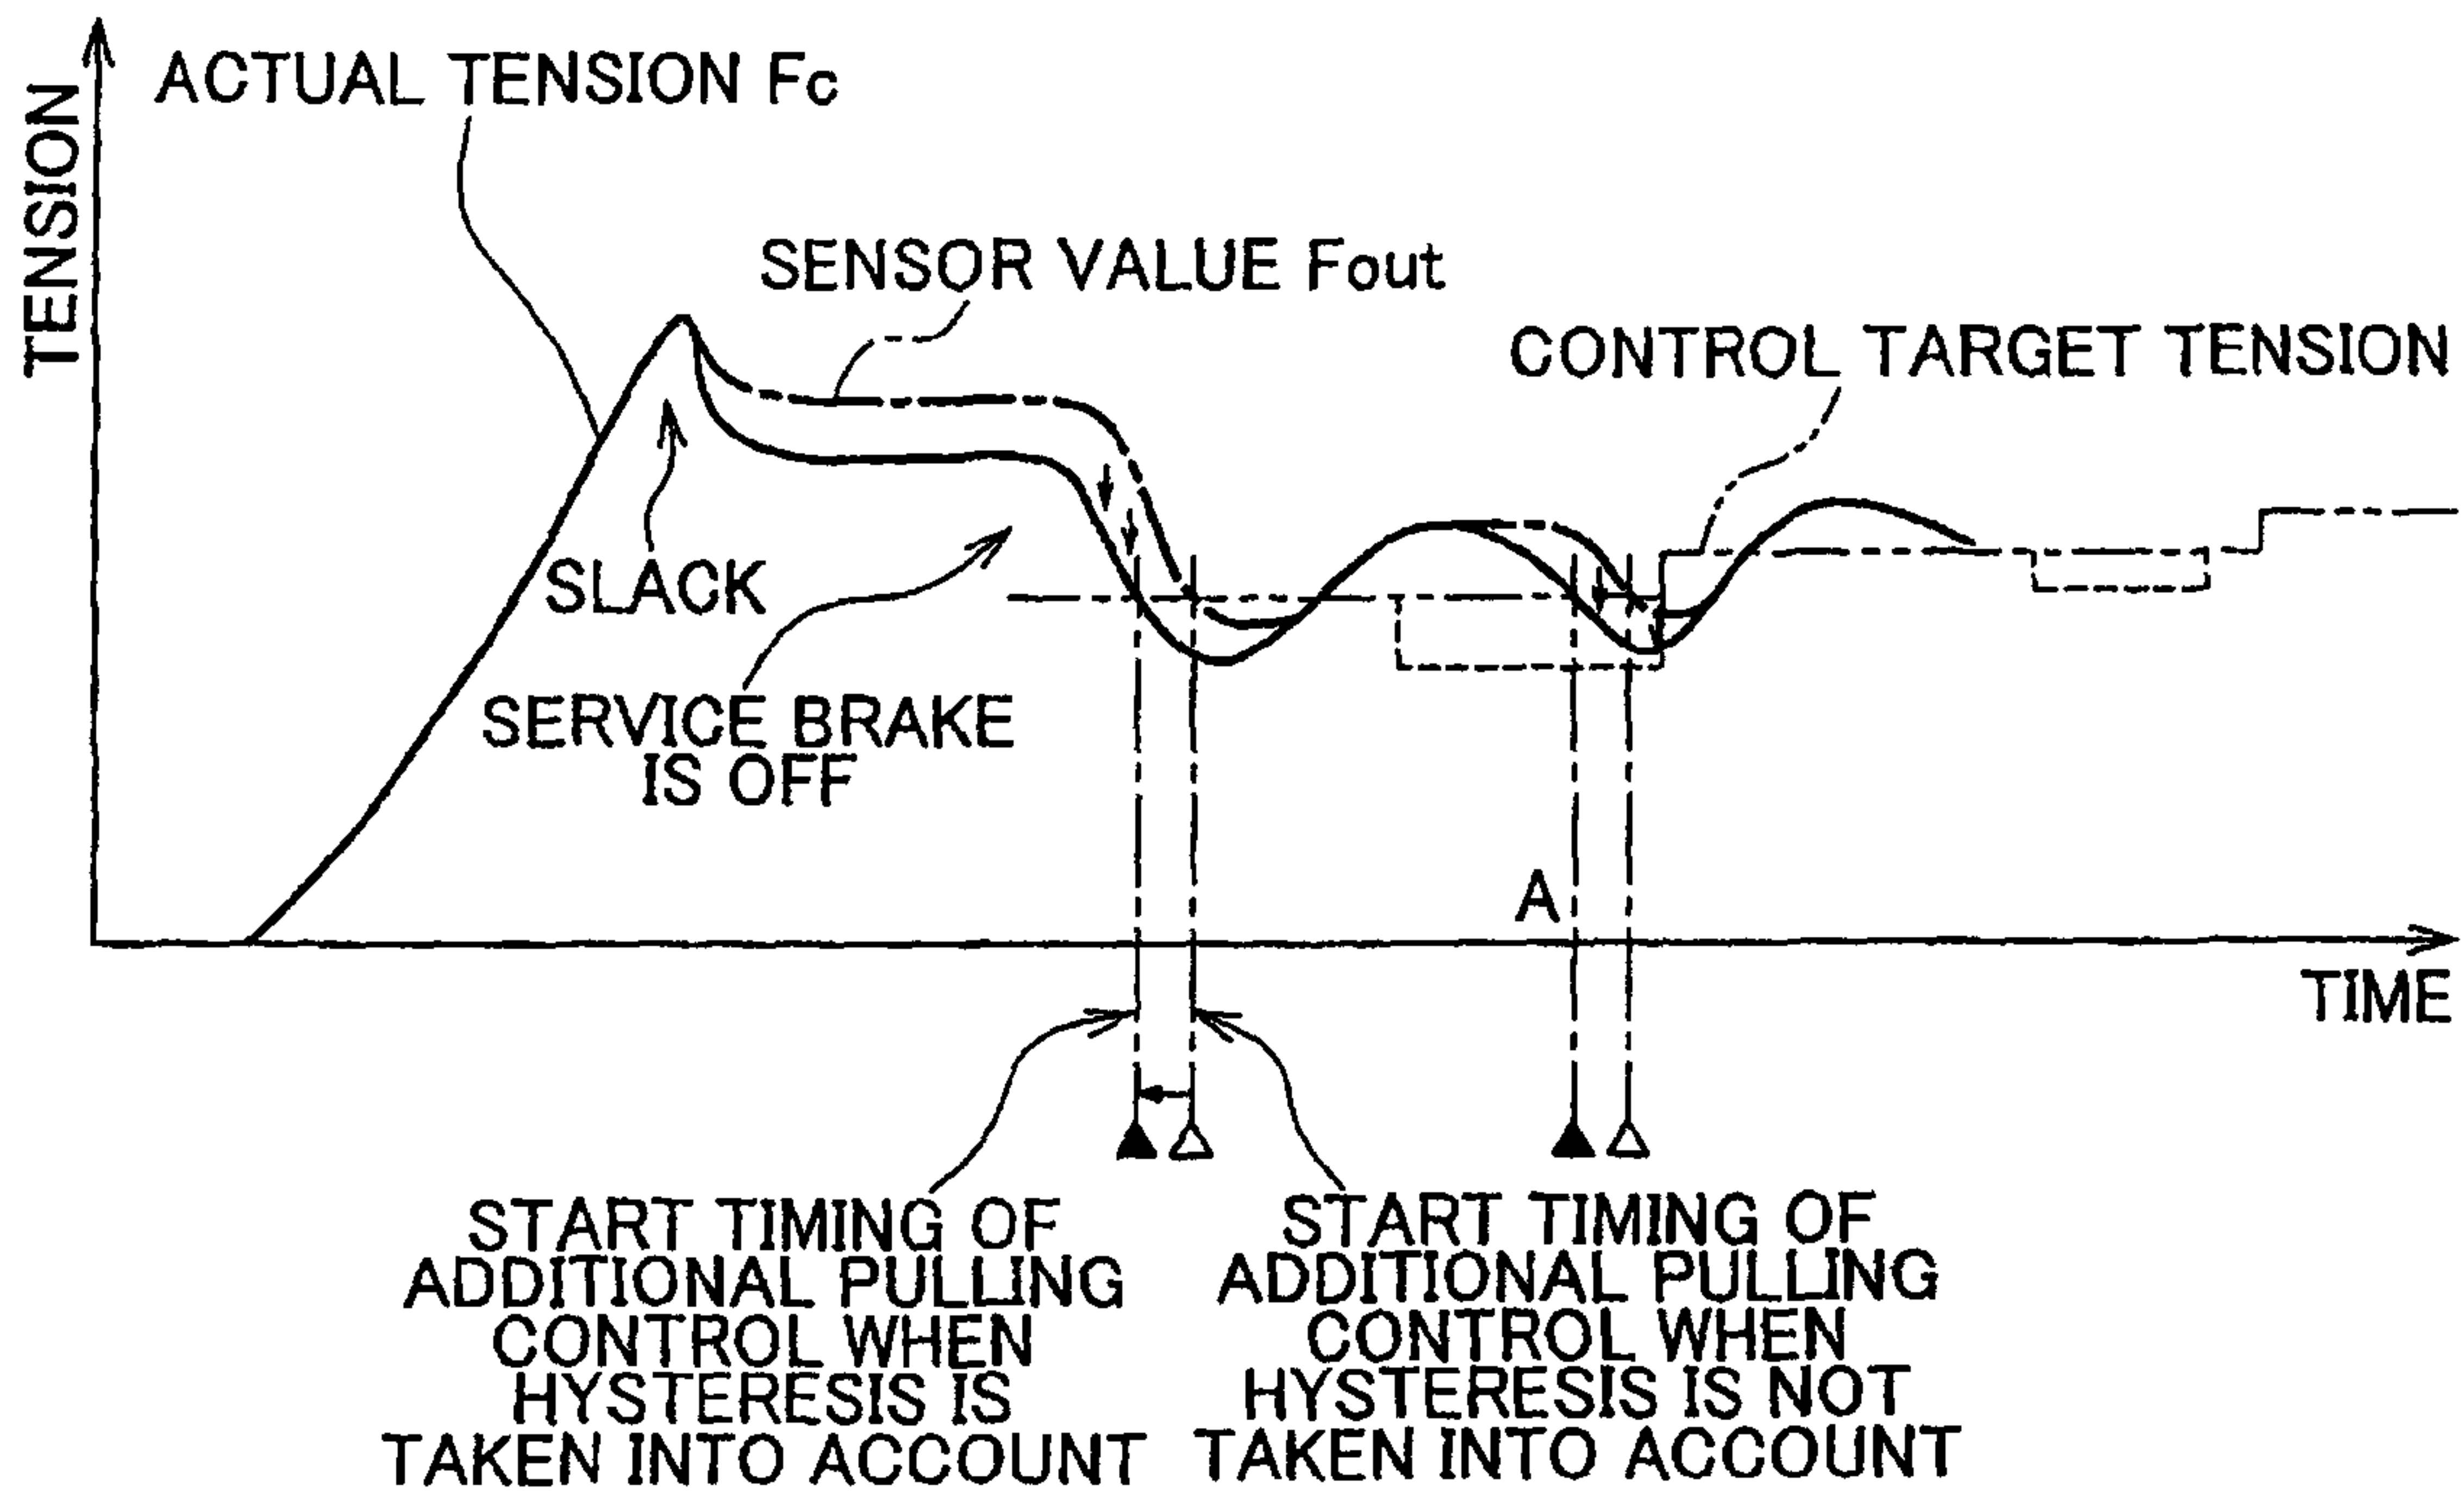 ACTUAL TENSION Fc
TENSION
SENSOR VALUE Fout
CONTROL TARGET TENSION
SLACK
SERVICE BRAKE
IS OFF
A
TIME
START TIMING OF
ADDITIONAL PULLING
CONTROL WHEN
HYSTERESIS IS
TAKEN INTO ACCOUNT
START TIMING OF
ADDITIONAL PULLING
CONTROL WHEN
HYSTERESIS IS NOT
TAKEN INTO ACCOUNT